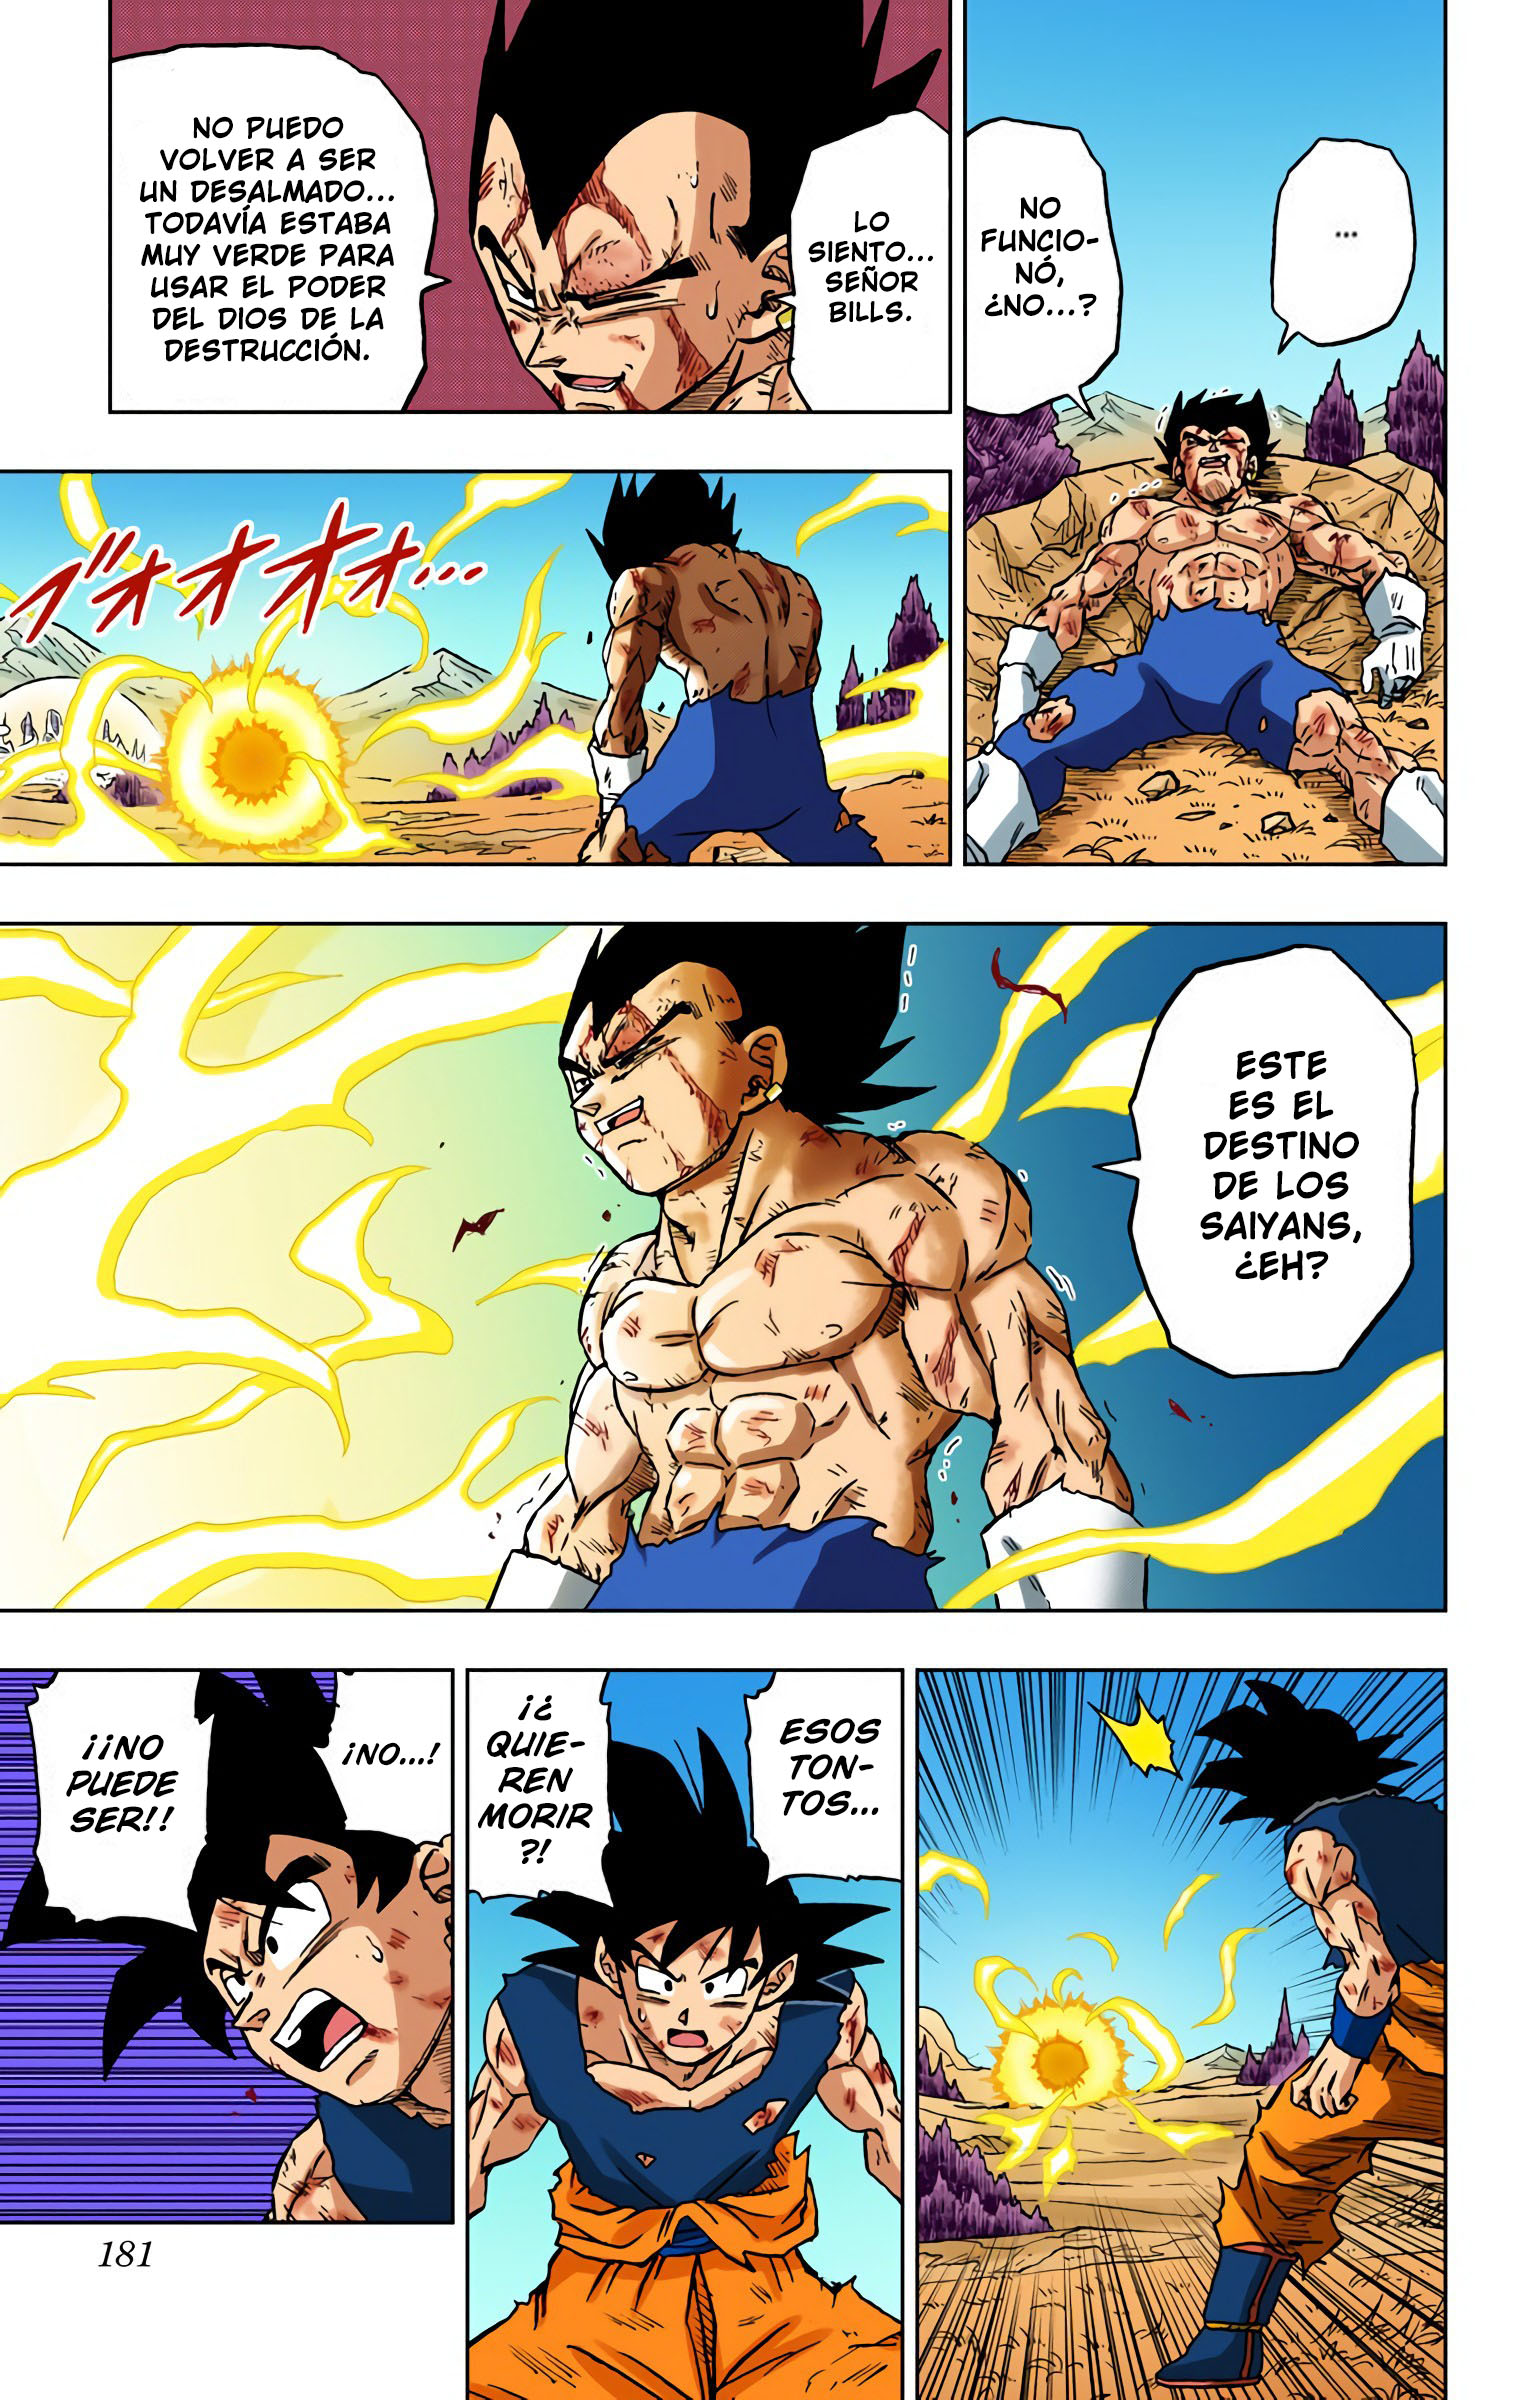 ...
NO
FUNCIO-
NÓ,
¿NO...?
LO
SIENTO...
SEÑOR
BILLS.
NO PUEDO
VOLVER A SER
UN DESALMADO...
TODAVÍA ESTABA
MUY VERDE PARA
USAR EL PODER
DEL DIOS DE LA
DESTRUCCIÓN.
ブオオオォ...
ESTE
ES EL
DESTINO
DE LOS
SAIYANS,
¿EH?
ESOS
TON-
TOS...
¡¿
QUIE-
REN
MORIR
?!
¡NO...!
¡¡NO
PUEDE
SER!!
181